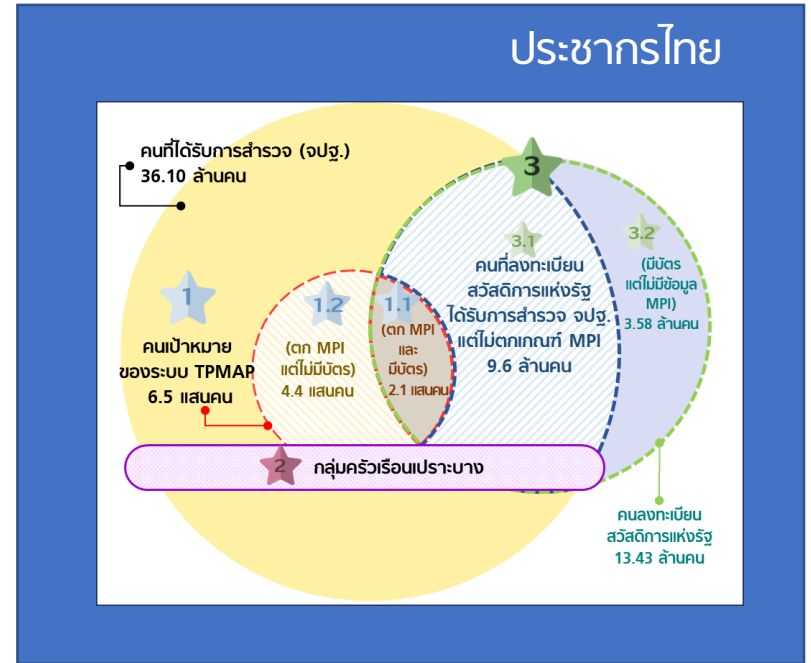 ประชากรไทย
คนที่ได้รับการสำรวจ (จปฐ.)
36.10 ล้านคน
1
คนเป้าหมาย
ของระบบ TPMAP
6.5 แสนคน
1.2
(ตก MPI
แต่ไม่มีบัตร)
4.4 แสนคน
1.1
(ตก MPI
และ
มีบัตร)
2.1 แสนคน
3
3.1
คนที่ลงทะเบียน
สวัสดิการแห่งรัฐ
ได้รับการสำรวจ จปฐ.
แต่ไม่ตกเกณฑ์ MPI
9.6 ล้านคน
3.2
(มีบัตร
แต่ไม่มีข้อมูล
MPI)
3.58 ล้านคน
2 กลุ่มครัวเรือนเปราะบาง
คนลงทะเบียน
สวัสดิการแห่งรัฐ
13.43 ล้านคน